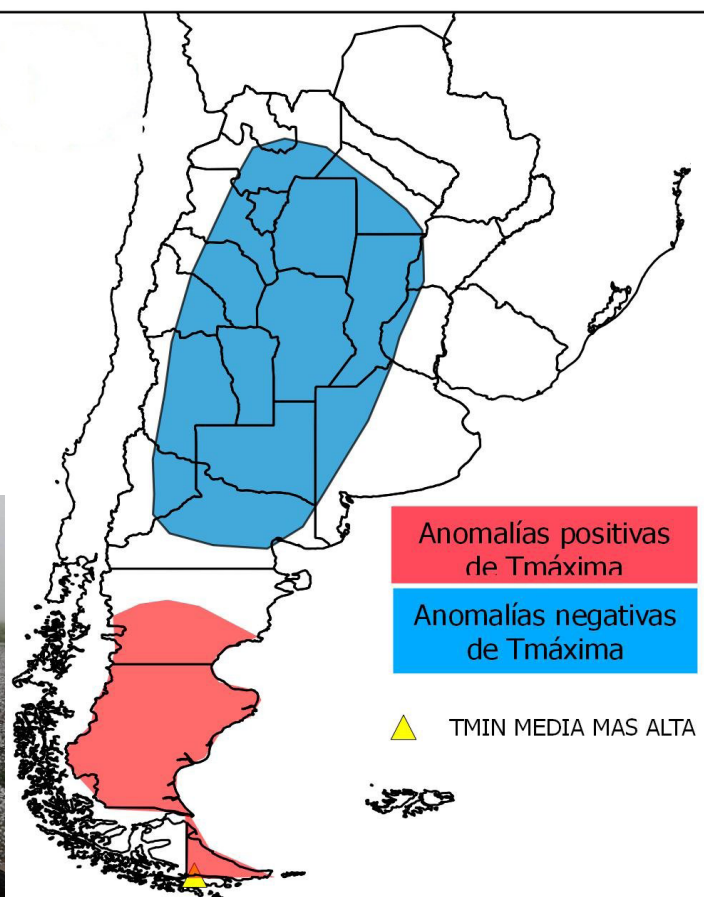 Anomalías positivas
de Tmáxima
Anomalías negativas
de Tmáxima
TMIN MEDIA MAS ALTA